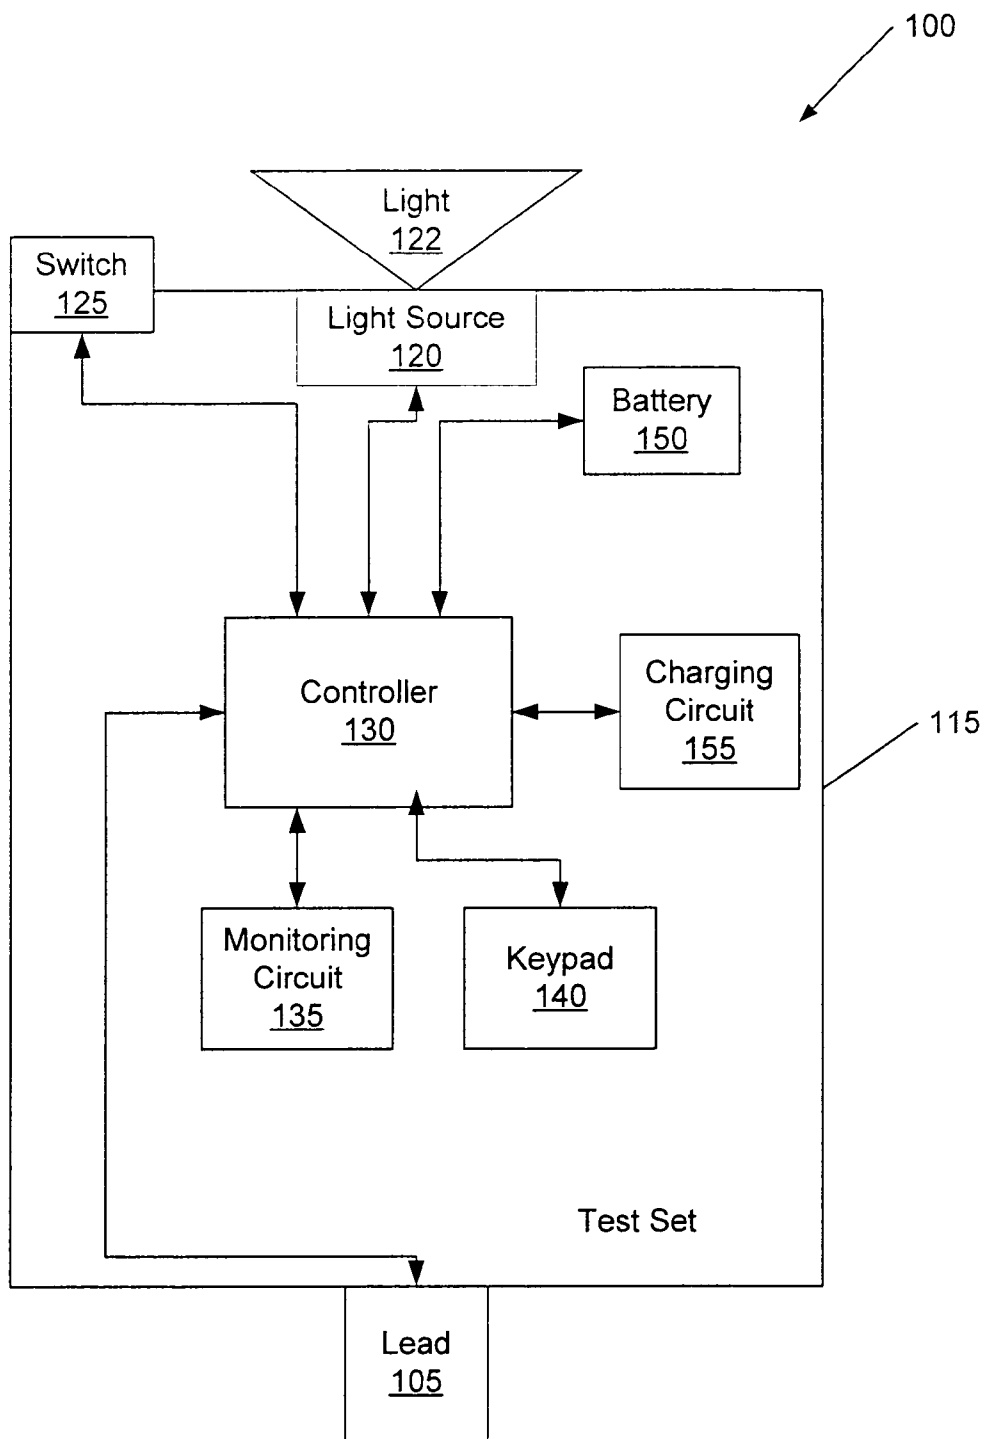 100
Light
122
Switch
125
Light Source
120
Battery
150
Controller
130
Charging
Circuit
155
115
Monitoring
Circuit
135
Keypad
140
Test Set
Lead
105